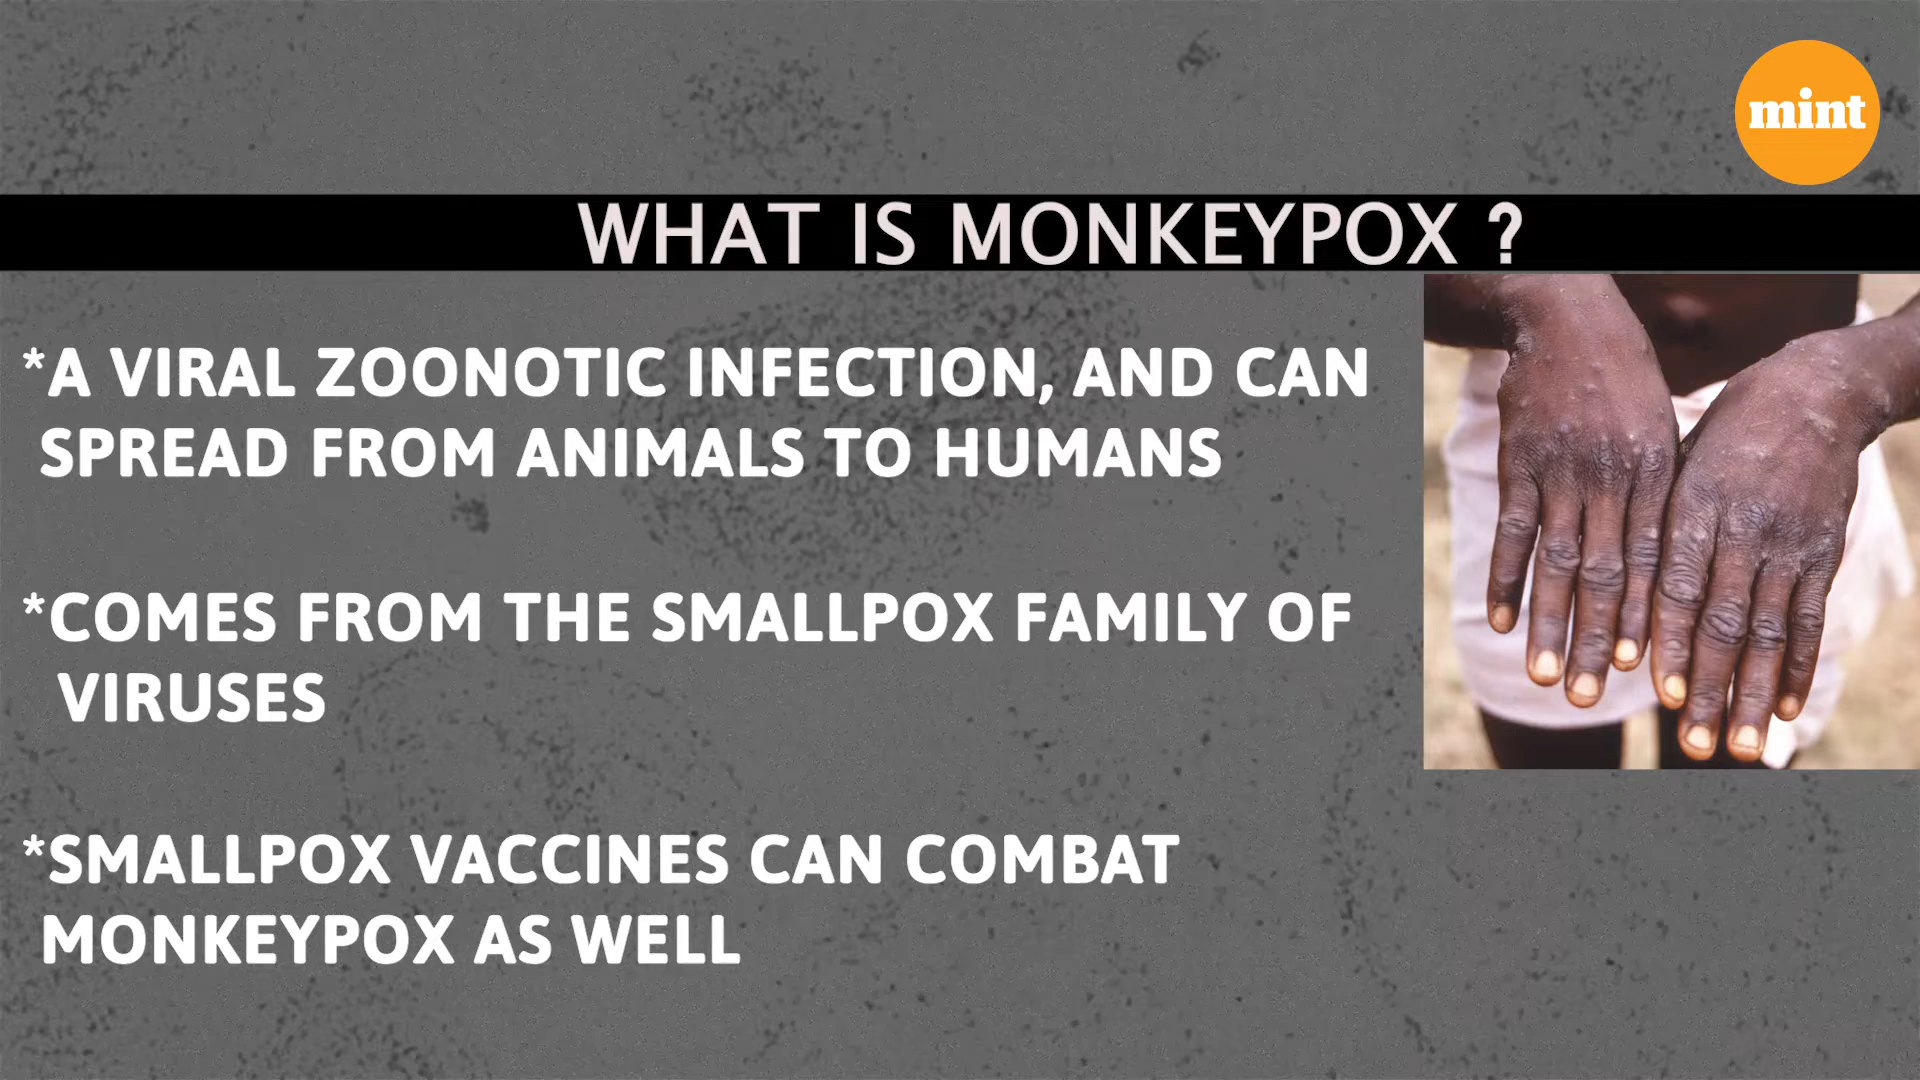 mint
WHAT IS MONKEYPOX ?
*A VIRAL ZOONOTIC INFECTION, AND CAN
SPREAD FROM ANIMALS TO HUMANS
*COMES FROM THE SMALLPOX FAMILY OF
VIRUSES
*SMALLPOX VACCINES CAN COMBAT
MONKEYPOX AS WELL